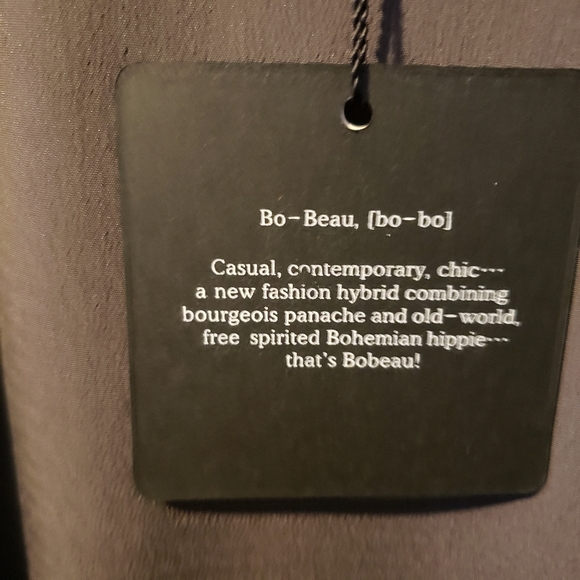 Bo-Beau, [bo-bo]
Casual, contemporary, chic...
a new fashion hybrid combining
bourgeois panache and old-world,
free spirited Bohemian hippie...
that's Bobeau!